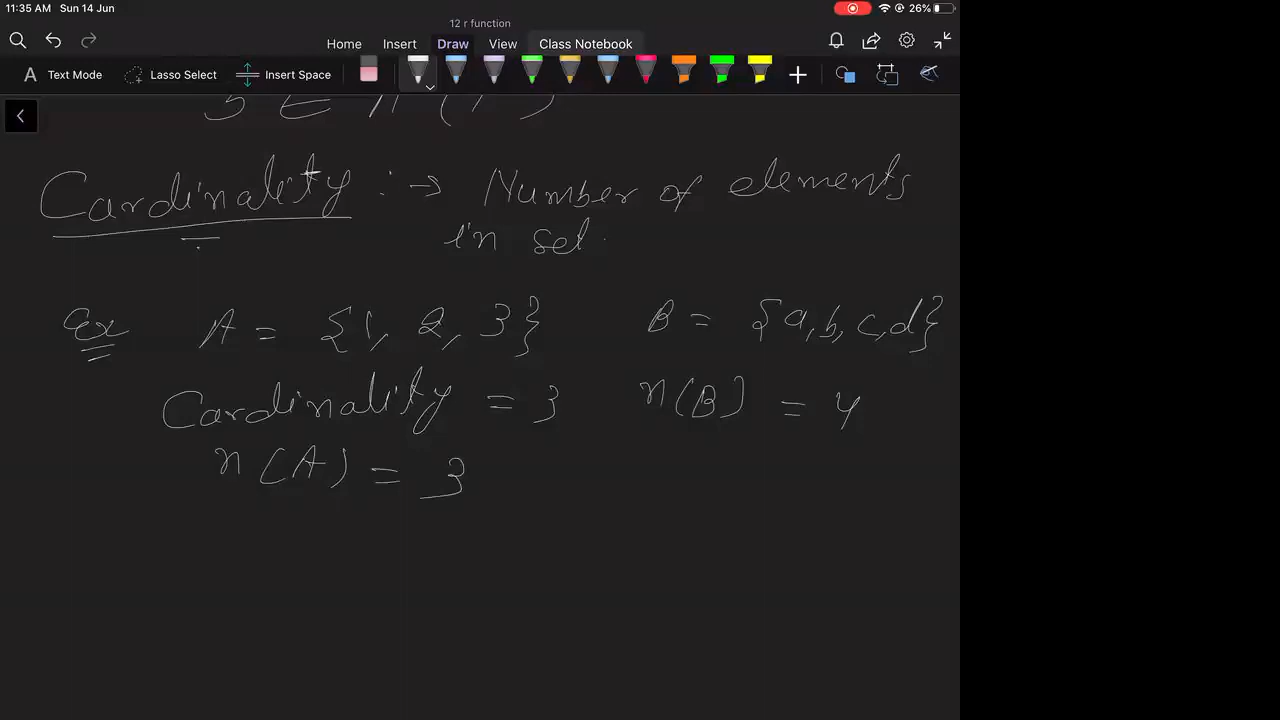 11:35 AM Sun 14 Jun
26%
12 r function
Home Insert Draw View Class Notebook
A Text Mode Lasso Select Insert Space
Cardinality :→ Number of elements
in set.
Ex A = {1, 2, 3} B = {a, b, c, d}
Cardinality = 3 n(B) = 4
n(A) = 3